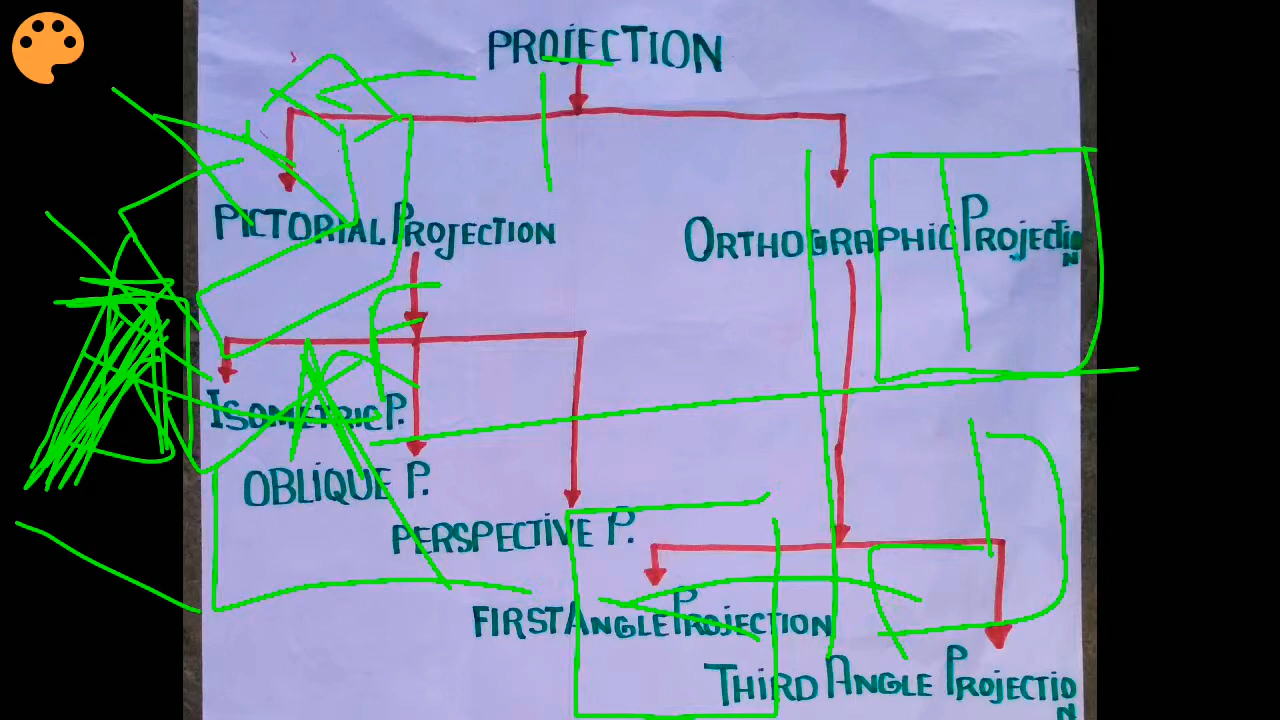 PROJECTION
PICTORIAL PROJECTION
ORTHOGRAPHIC PROJECTION
ISOMETRIC P.
OBLIQUE P.
PERSPECTIVE P.
FIRST ANGLE PROJECTION
THIRD ANGLE PROJECTION